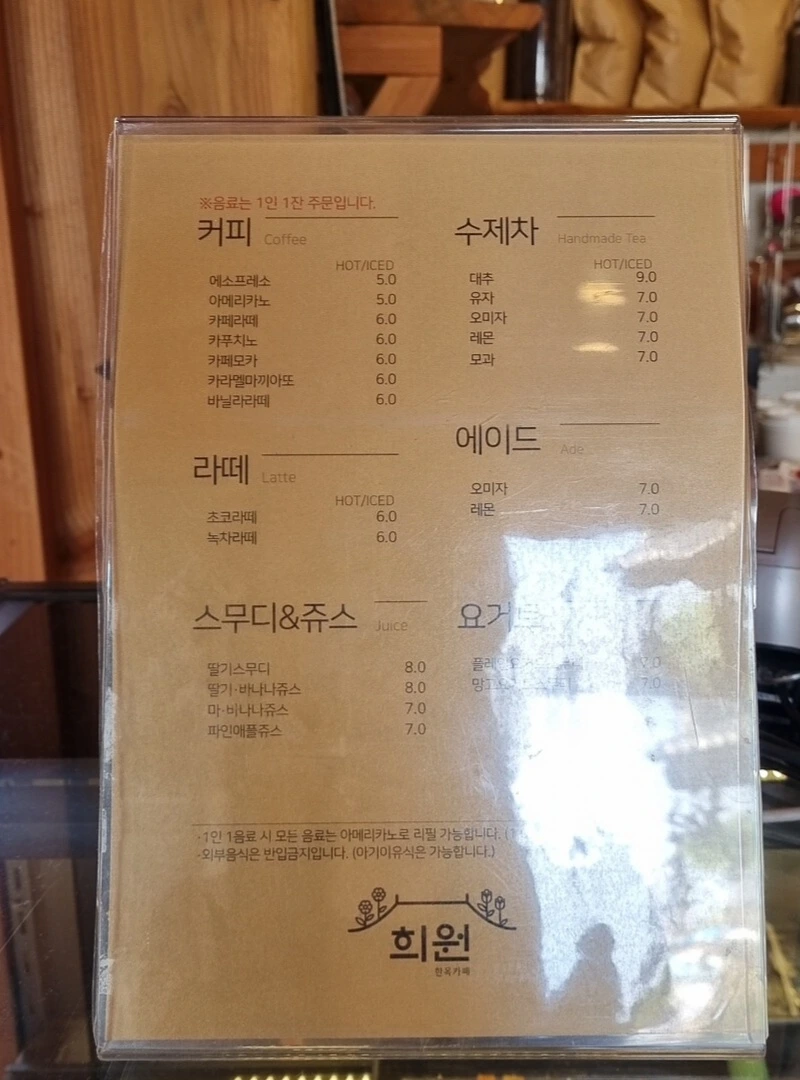 ※음료는 1인 1잔 주문입니다.
커피 Coffee
HOT/ICED
에소프레소 5.0
아메리카노 5.0
카페라떼 6.0
카푸치노 6.0
카페모카 6.0
카라멜마끼아또 6.0
바닐라라떼 6.0
라떼 Latte
HOT/ICED
초코라떼 6.0
녹차라떼 6.0
스무디&쥬스 Juice
딸기스무디 8.0
딸기·바나나쥬스 8.0
마·바나나쥬스 7.0
파인애플쥬스 7.0
수제차 Handmade Tea
HOT/ICED
대추 9.0
유자 7.0
오미자 7.0
레몬 7.0
모과 7.0
에이드 Ade
오미자 7.0
레몬 7.0
요거트
7.0
7.0
·1인 1음료 시 모든 음료는 아메리카노로 리필 가능합니다.
-외부음식은 반입금지입니다. (아기이유식은 가능합니다.)
희원
한옥카페